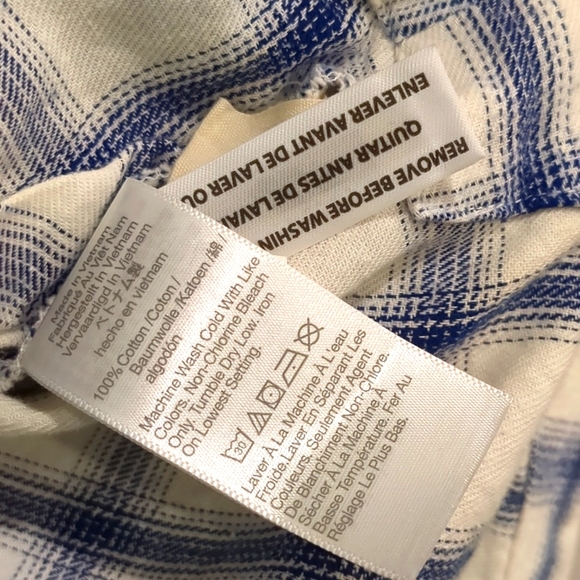 REMOVE BEFORE WASHIN
QUITAR ANTES DE LAVAR
ENLEVER AVANT DE LAVER OU
Made in Vietnam
Fabriqué au Viet Nam
Hergestellt in Vietnam
Vervaardigd in Vietnam
ベトナム製
hecho en vietnam
100% Cotton /Coton /
Baumwolle /Katoen /綿 /
algodón
Machine Wash Cold With Like
Colors. Non-Chlorine Bleach
Only. Tumble Dry Low. Iron
On Lowest Setting.
30
Laver À La Machine À L'eau
Froide. Laver En Separant Les
Couleurs. Seulement Agent
De Blanchiment Non-Chlore.
Sécher À La Machine À
Basse Température. Fer Au
Réglage Le Plus Bas.